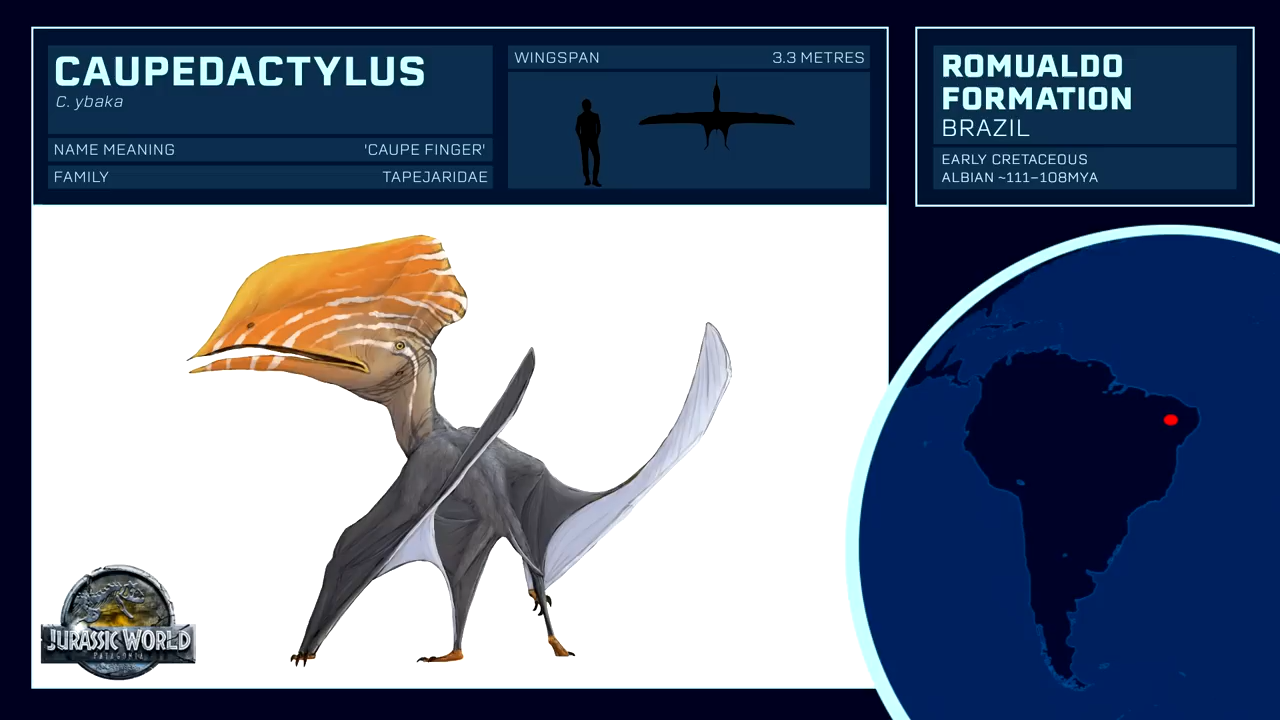 CAUPEDACTYLUS
C. ybaka
NAME MEANING 'CAUPE FINGER'
FAMILY TAPEJARIDAE
WINGSPAN 3.3 METRES
ROMUALDO
FORMATION
BRAZIL
EARLY CRETACEOUS
ALBIAN ~111–108MYA
JURASSIC WORLD
PATAGONIA